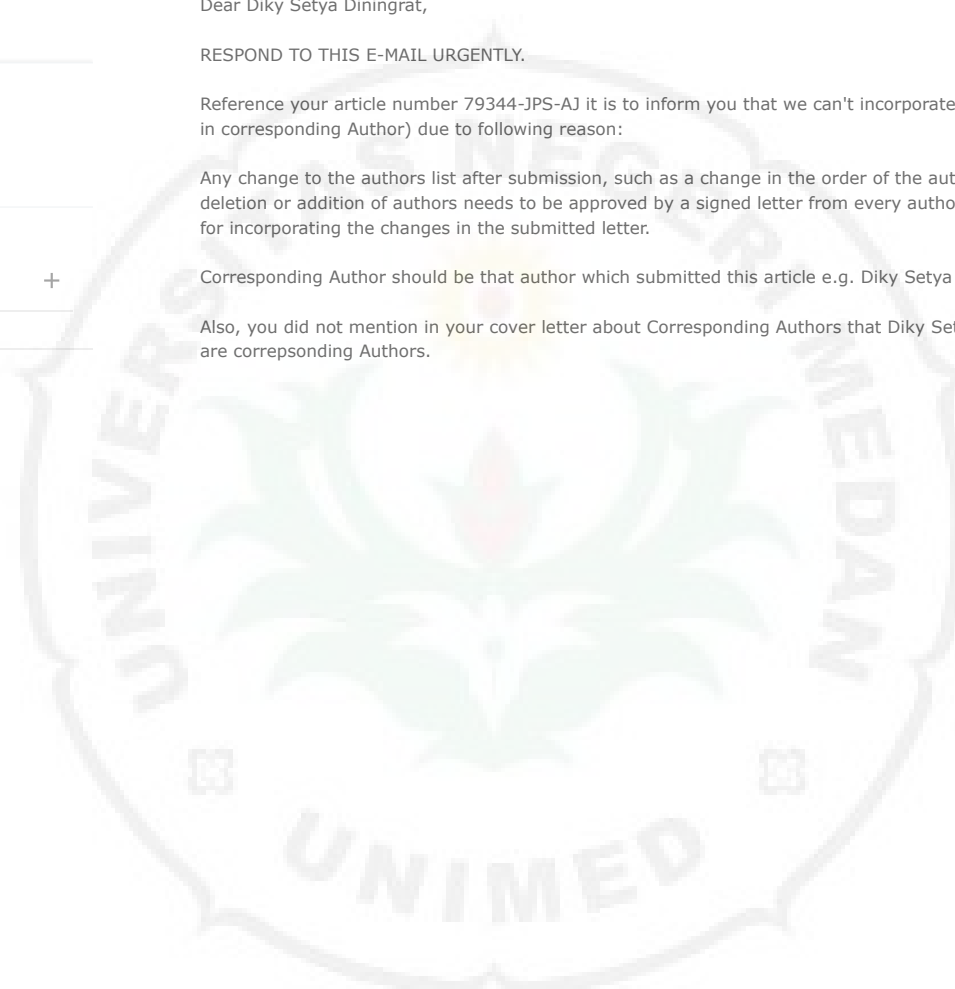 Dear Diky Setya Diningrat,
RESPOND TO THIS E-MAIL URGENTLY.
Reference your article number 79344-JPS-AJ it is to inform you that we can't incorporate
in corresponding Author) due to following reason:
Any change to the authors list after submission, such as a change in the order of the aut
deletion or addition of authors needs to be approved by a signed letter from every autho
for incorporating the changes in the submitted letter.
+
Corresponding Author should be that author which submitted this article e.g. Diky Setya
Also, you did not mention in your cover letter about Corresponding Authors that Diky Set
are correpsonding Authors.
UNIVERSITAS NEGERI MEDAN
UNIMED